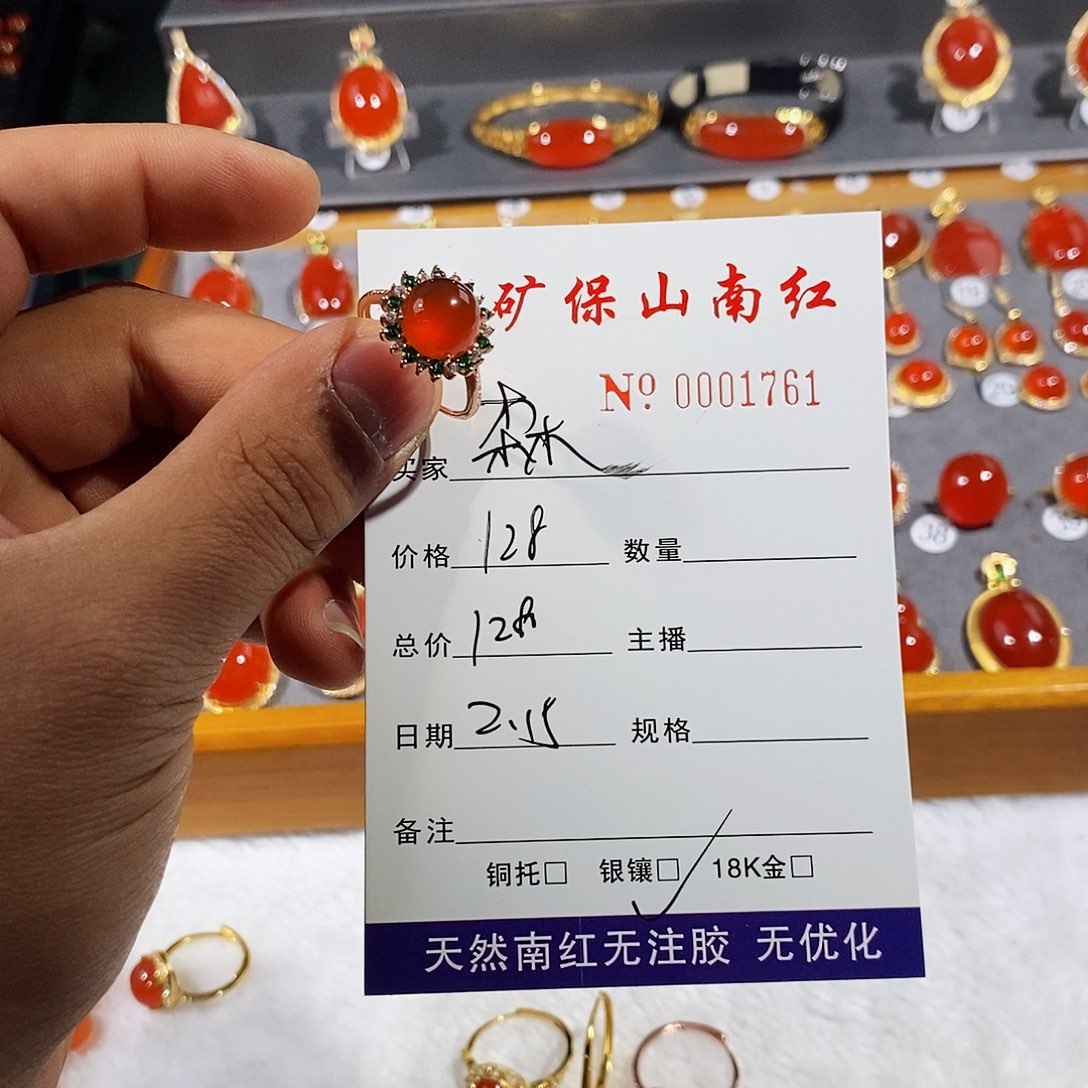 矿保山南红
Nº 0001761
买家 森
价格 128 数量
总价 128 主播
日期 2.15 规格
备注
铜托□ 银镶□ 18K金□
天然南红无注胶 无优化
38